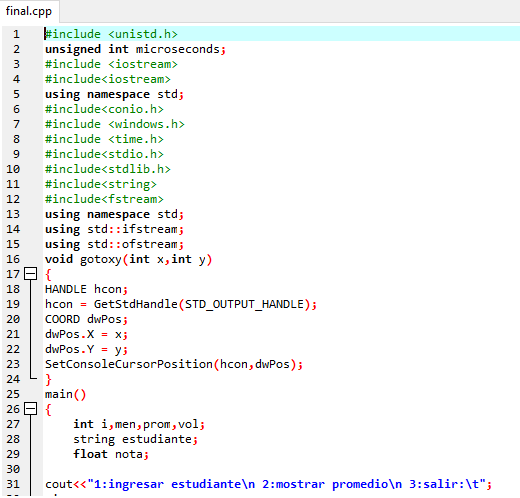 final.cpp
1 #include <unistd.h>
2 unsigned int microseconds;
3 #include <iostream>
4 #include<iostream>
5 using namespace std;
6 #include<conio.h>
7 #include <windows.h>
8 #include <time.h>
9 #include<stdio.h>
10 #include<stdlib.h>
11 #include<string>
12 #include<fstream>
13 using namespace std;
14 using std::ifstream;
15 using std::ofstream;
16 void gotoxy(int x,int y)
17 {
18 HANDLE hcon;
19 hcon = GetStdHandle(STD_OUTPUT_HANDLE);
20 COORD dwPos;
21 dwPos.X = x;
22 dwPos.Y = y;
23 SetConsoleCursorPosition(hcon,dwPos);
24 }
25 main()
26 {
27 int i,men,prom,vol;
28 string estudiante;
29 float nota;
30
31 cout<<"1:ingresar estudiante\n 2:mostrar promedio\n 3:salir:\t";